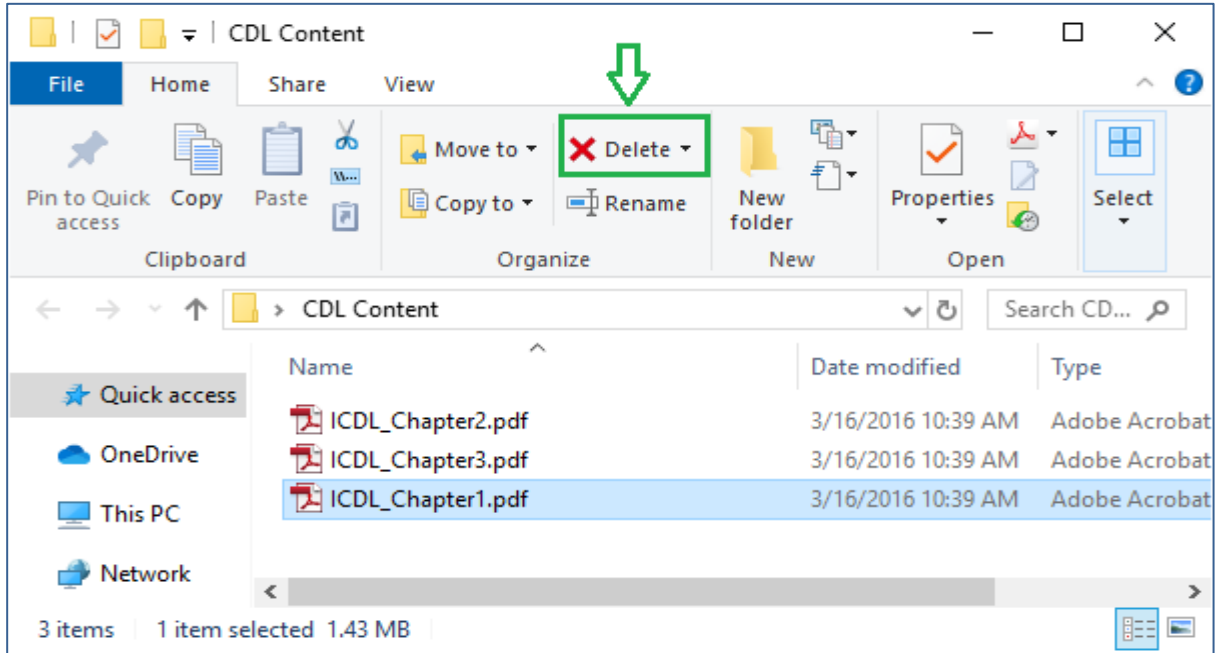 CDL Content
File Home Share View
Pin to Quick access
Copy
Paste
W...
Move to
Copy to
Delete
Rename
New folder
Properties
Select
Clipboard Organize New Open
CDL Content
Search CD...
Name Date modified Type
Quick access
OneDrive
This PC
Network
ICDL_Chapter2.pdf 3/16/2016 10:39 AM Adobe Acrobat
ICDL_Chapter3.pdf 3/16/2016 10:39 AM Adobe Acrobat
ICDL_Chapter1.pdf 3/16/2016 10:39 AM Adobe Acrobat
3 items 1 item selected 1.43 MB